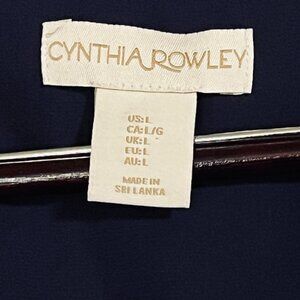 CYNTHIA ROWLEY
US:L
CA:L/G
UK:L
EU:L
AU:L
MADE IN
SRI LANKA